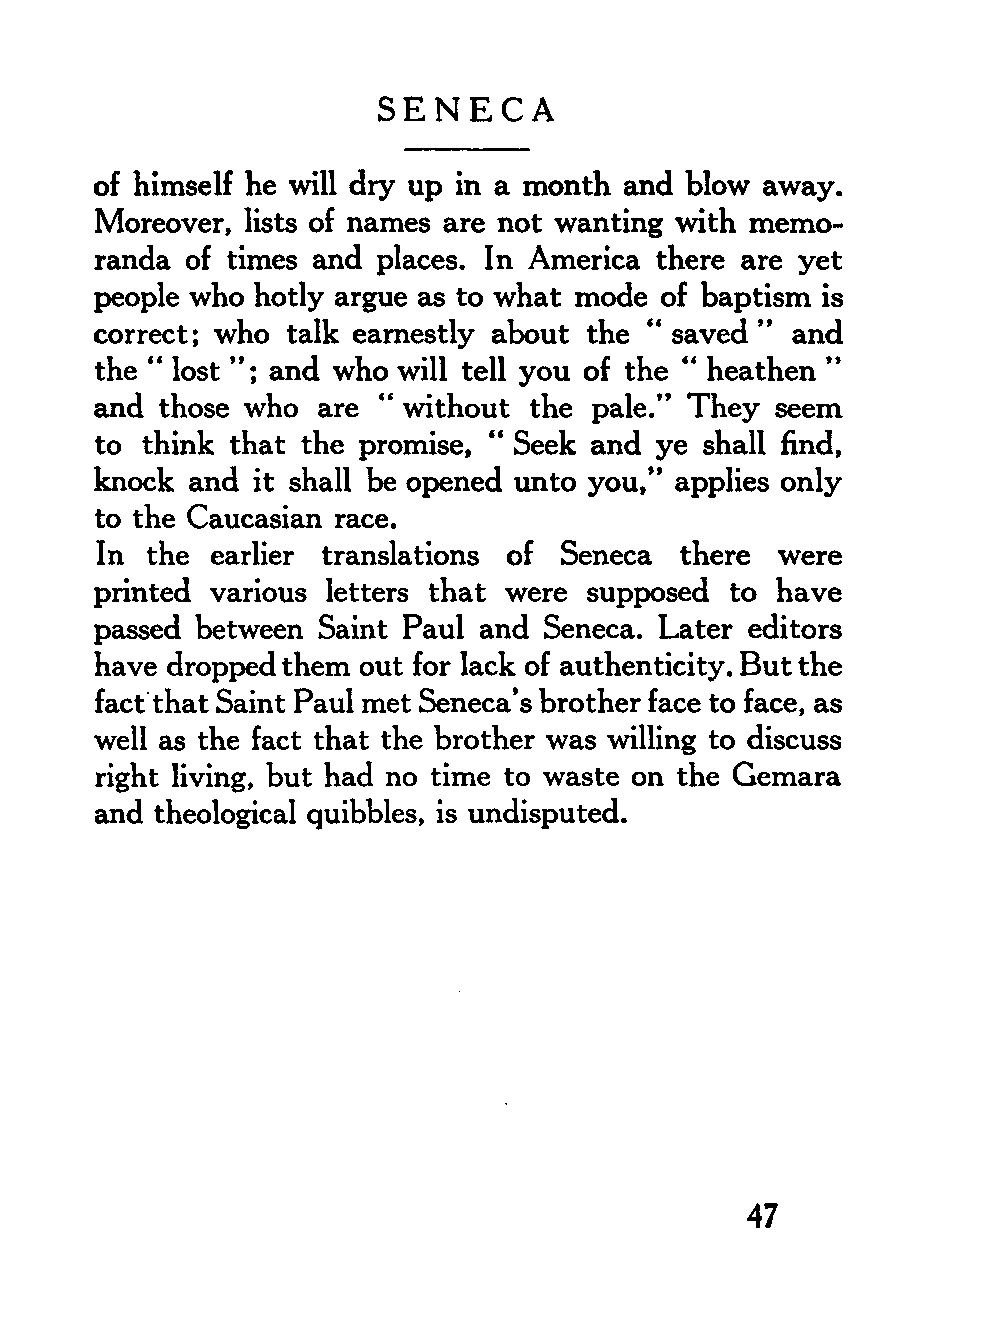 SENECA
of himself he will dry up in a month and blow away.
Moreover, lists of names are not wanting with memo-
randa of times and places. In America there are yet
people who hotly argue as to what mode of baptism is
correct; who talk earnestly about the “ saved ” and
the “ lost ”; and who will tell you of the “ heathen ”
and those who are “ without the pale.” They seem
to think that the promise, “ Seek and ye shall find,
knock and it shall be opened unto you,” applies only
to the Caucasian race.
In the earlier translations of Seneca there were
printed various letters that were supposed to have
passed between Saint Paul and Seneca. Later editors
have dropped them out for lack of authenticity. But the
fact that Saint Paul met Seneca's brother face to face, as
well as the fact that the brother was willing to discuss
right living, but had no time to waste on the Gemara
and theological quibbles, is undisputed.
47